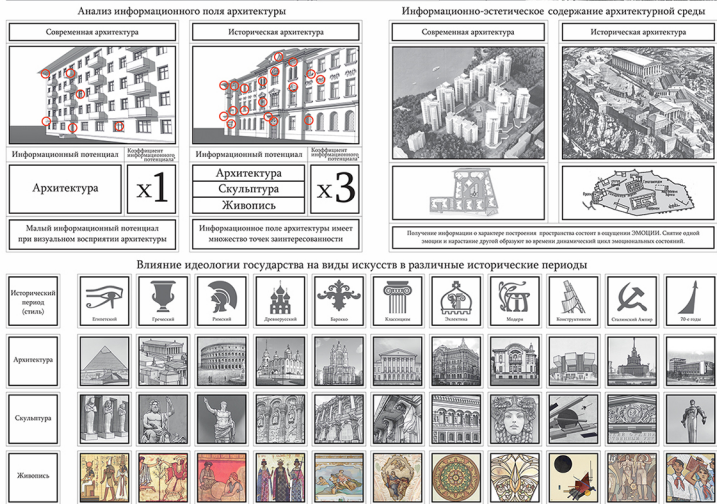 Анализ информационного поля архитектуры
Информационно-эстетическое содержание архитектурной среды
Современная архитектура
Историческая архитектура
Современная архитектура
Историческая архитектура
Информационный потенциал
Коэффициент
информационного
потенциала
Информационный потенциал
Коэффициент
информационного
потенциала
Архитектура
x1
Архитектура
Скульптура
Живопись
x3
Малый информационный потенциал
при визуальном восприятии архитектуры
Информационное поле архитектуры имеет
множество точек заинтересованности
Получение информации о характере построения пространства состоит в ощущении ЭМОЦИИ. Снятие одной
эмоции и нарастание другой образуют во времени динамический цикл эмоциональных состояний.
Влияние идеологии государства на виды искусств в различные исторические периоды
Исторический
период
(стиль)
Египетский
Греческий
Римский
Древнерусский
Барокко
Классицизм
Эклектика
Модерн
Конструктивизм
Сталинский Ампир
70-е годы
Архитектура
Скульптура
Живопись